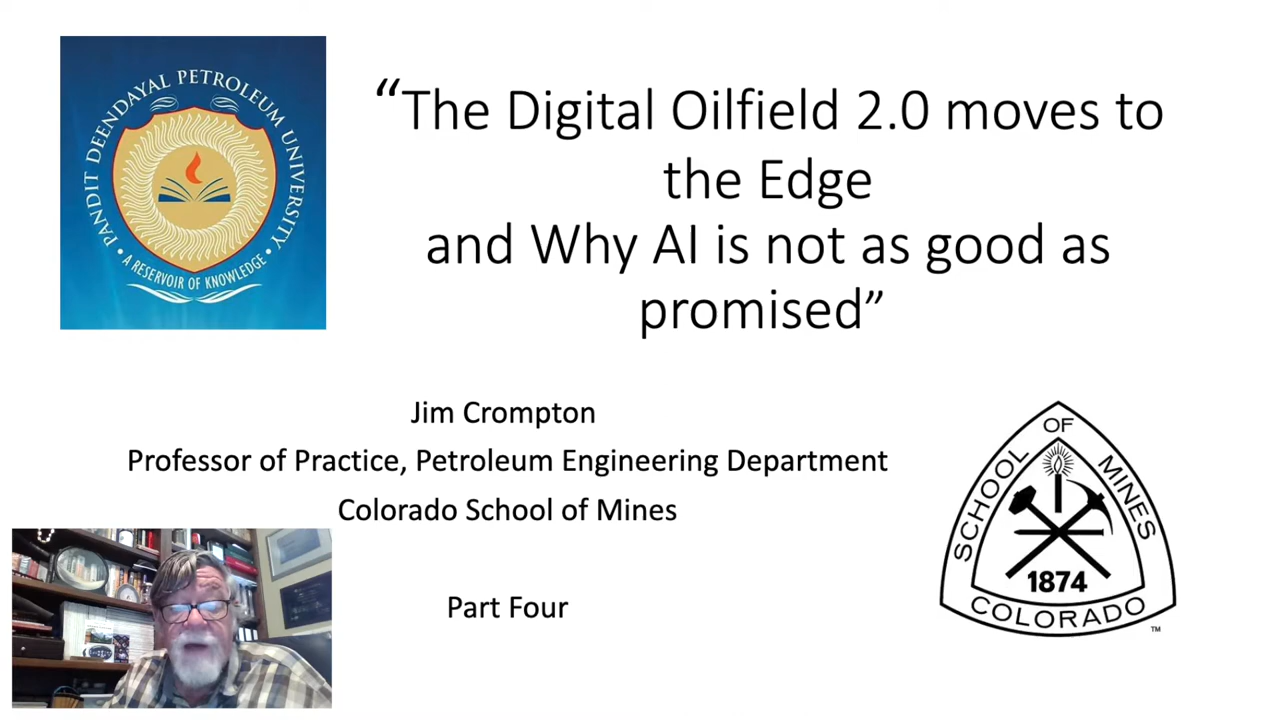 PANDIT DEENDAYAL PETROLEUM UNIVERSITY
• A RESERVOIR OF KNOWLEDGE •
“The Digital Oilfield 2.0 moves to
the Edge
and Why AI is not as good as
promised”
Jim Crompton
Professor of Practice, Petroleum Engineering Department
Colorado School of Mines
Part Four
SCHOOL OF MINES
1874
COLORADO
TM